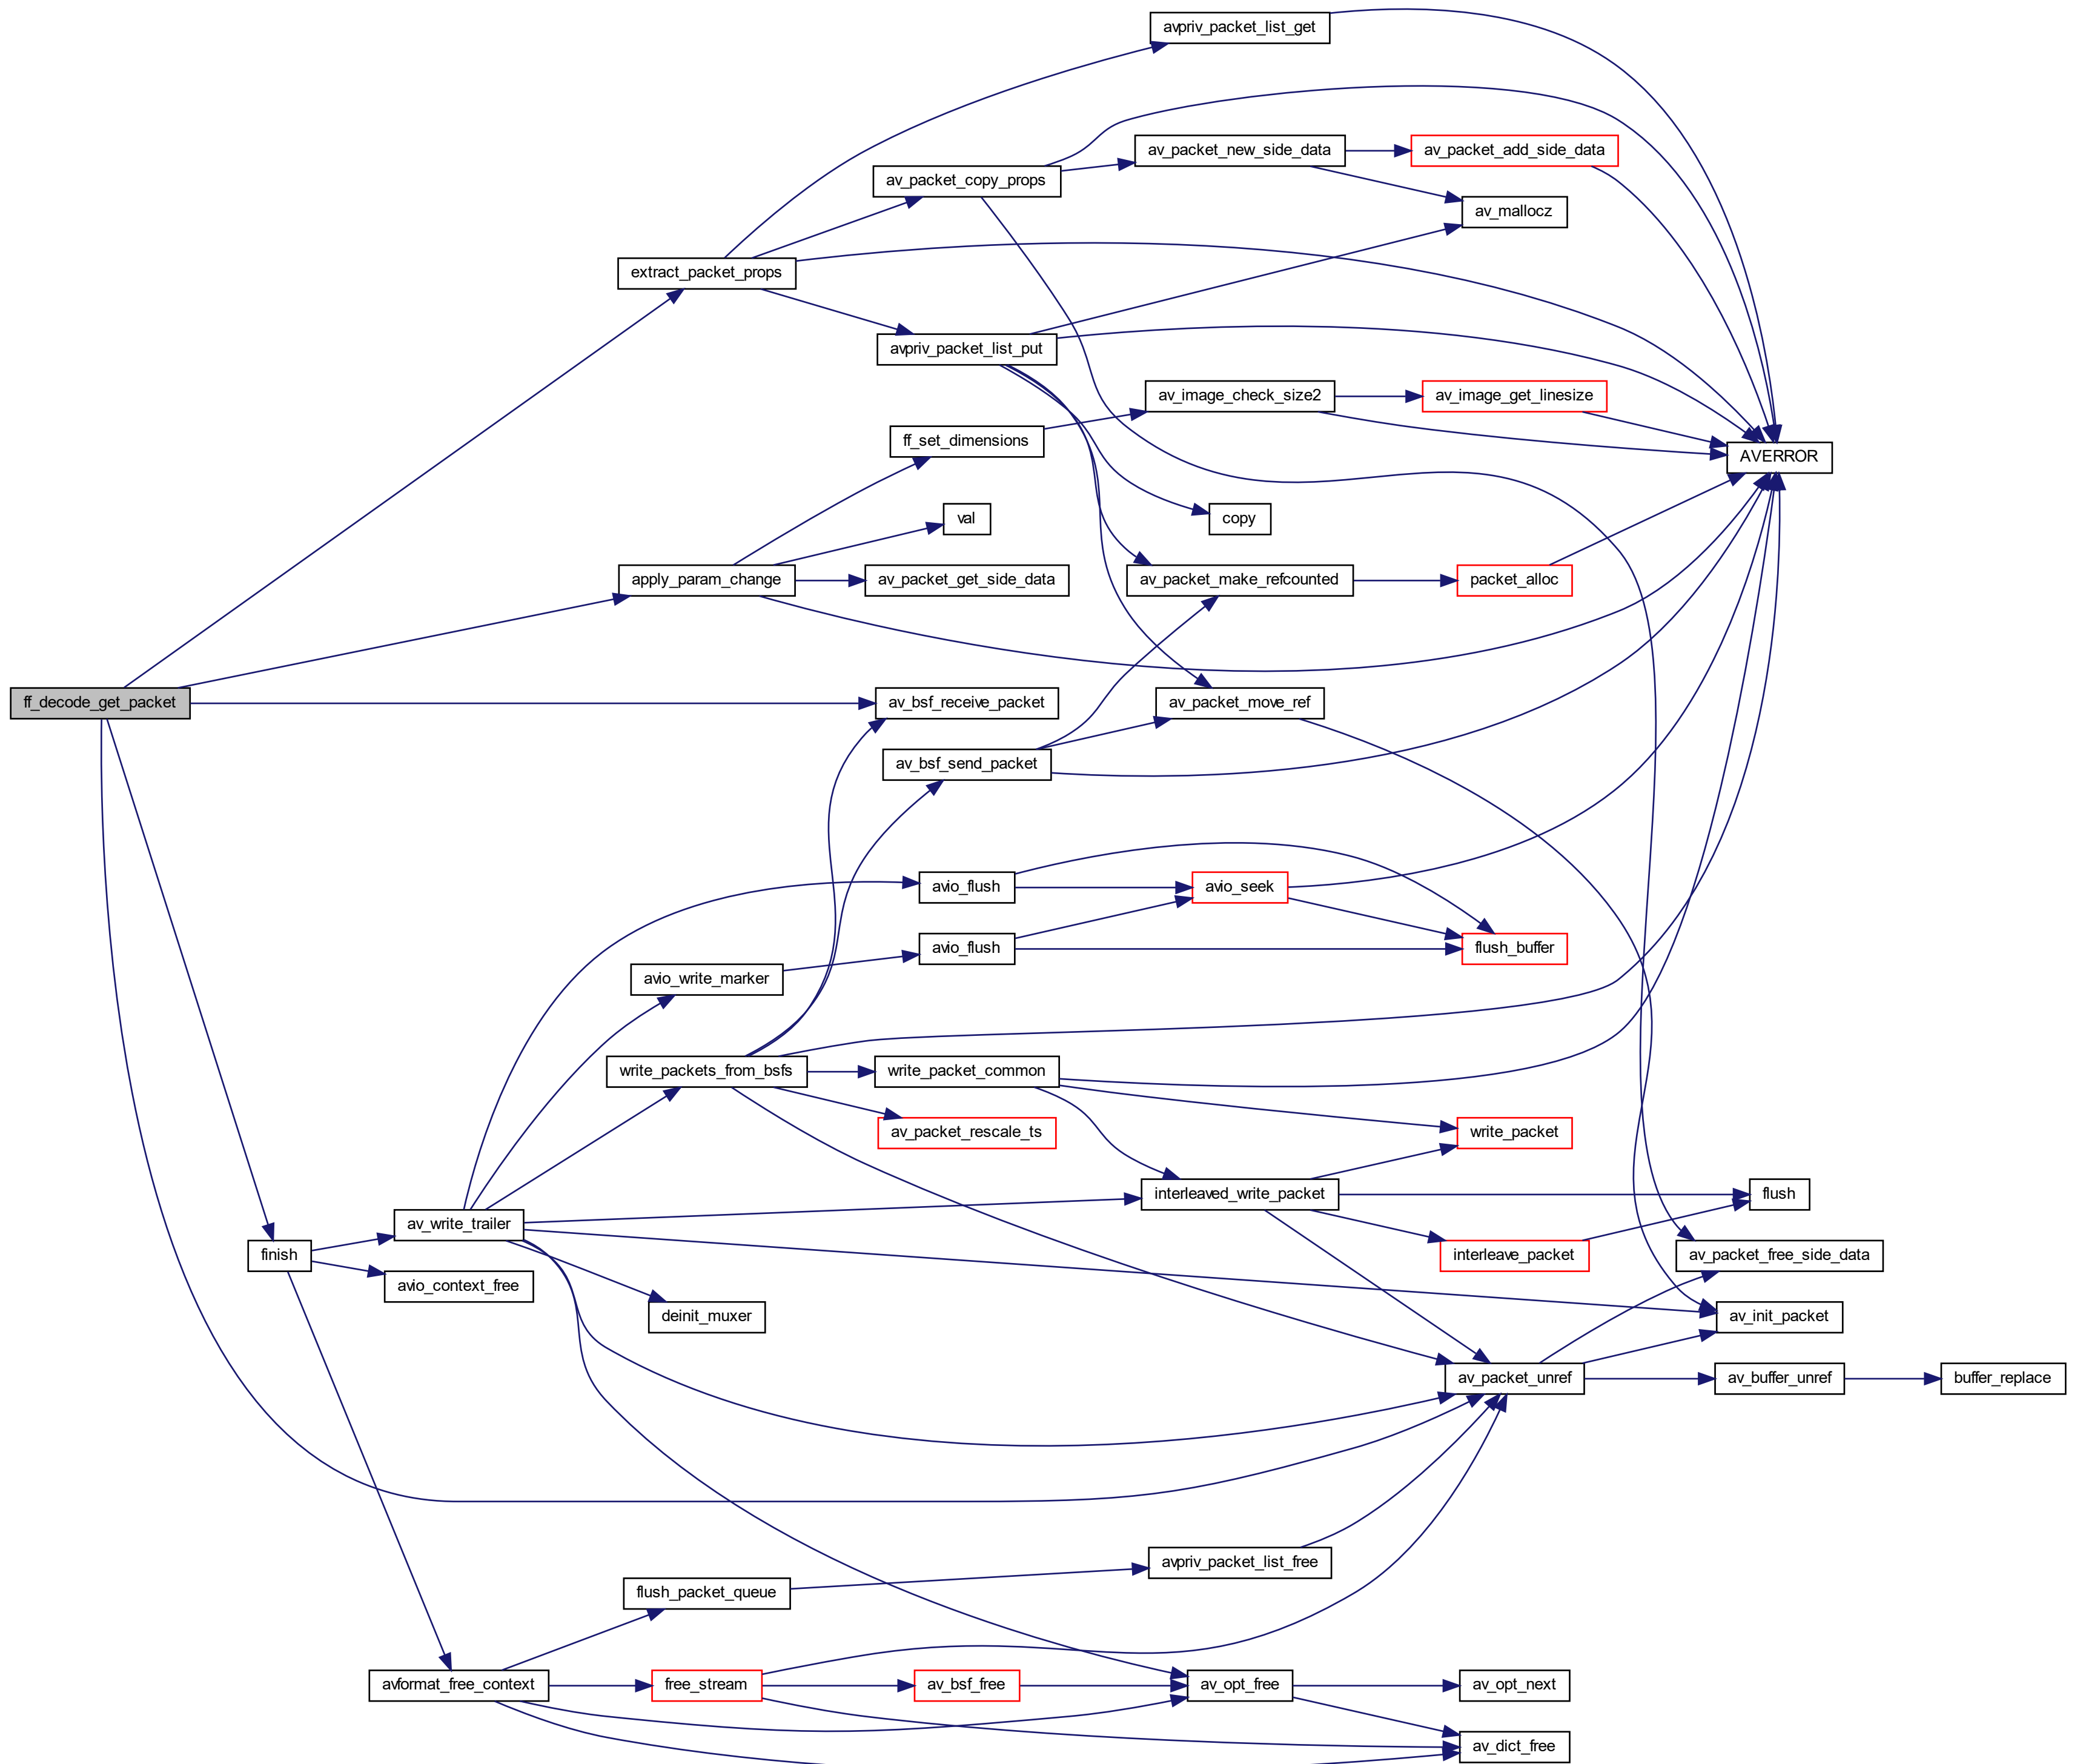 avpriv_packet_list_get
av_packet_new_side_data
av_packet_add_side_data
av_packet_copy_props
av_mallocz
extract_packet_props
avpriv_packet_list_put
av_image_check_size2
av_image_get_linesize
ff_set_dimensions
AVERROR
val
copy
apply_param_change
av_packet_get_side_data
av_packet_make_refcounted
packet_alloc
ff_decode_get_packet
av_bsf_receive_packet
av_packet_move_ref
av_bsf_send_packet
avio_flush
avio_seek
avio_flush
flush_buffer
avio_write_marker
write_packets_from_bsfs
write_packet_common
av_packet_rescale_ts
write_packet
interleaved_write_packet
flush
av_write_trailer
finish
interleave_packet
av_packet_free_side_data
avio_context_free
deinit_muxer
av_init_packet
av_packet_unref
av_buffer_unref
buffer_replace
avpriv_packet_list_free
flush_packet_queue
avformat_free_context
free_stream
av_bsf_free
av_opt_free
av_opt_next
av_dict_free